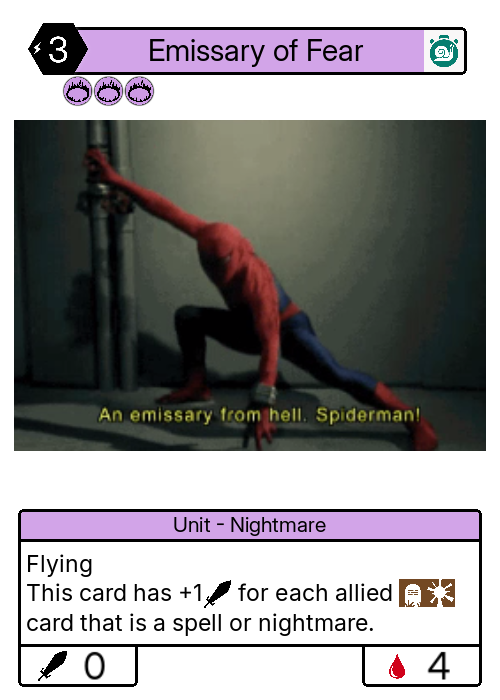 3
Emissary of Fear
An emissary from hell. Spiderman!
Unit - Nightmare
Flying
This card has +1 for each allied
card that is a spell or nightmare.
0
4